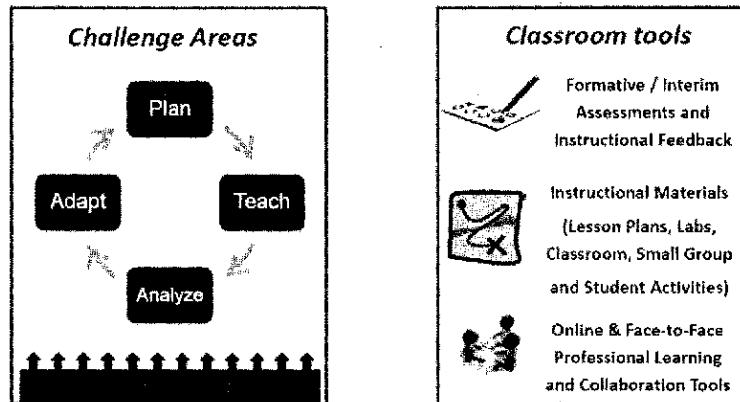 Challenge Areas
Plan
Adapt
Teach
Analyze
Classroom tools
Formative / Interim
Assessments and
Instructional Feedback
Instructional Materials
(Lesson Plans, Labs,
Classroom, Small Group
and Student Activities)
Online & Face-to-Face
Professional Learning
and Collaboration Tools